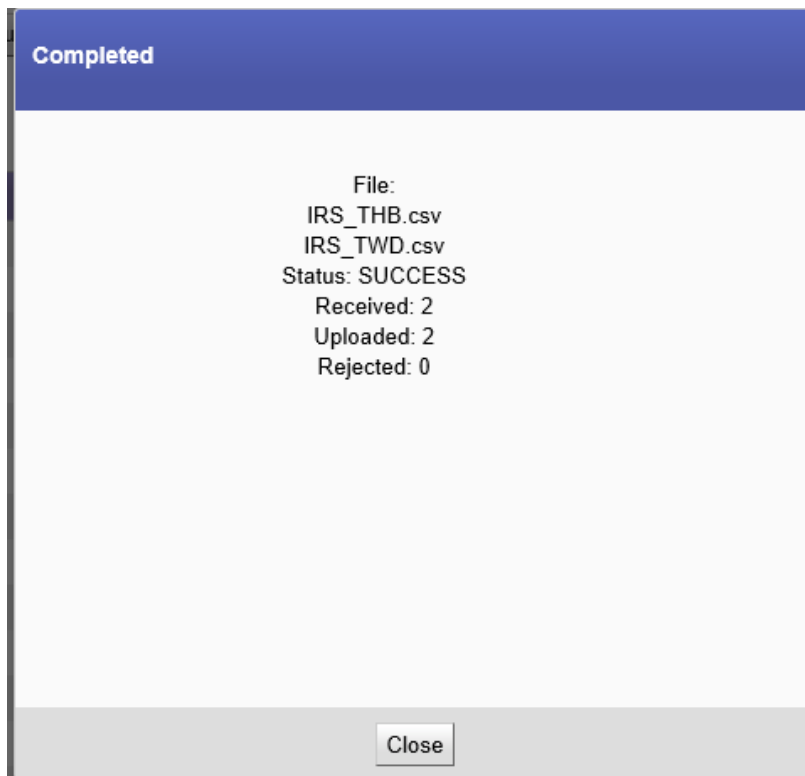 Completed
File:
IRS_THB.csv
IRS_TWD.csv
Status: SUCCESS
Received: 2
Uploaded: 2
Rejected: 0
Close